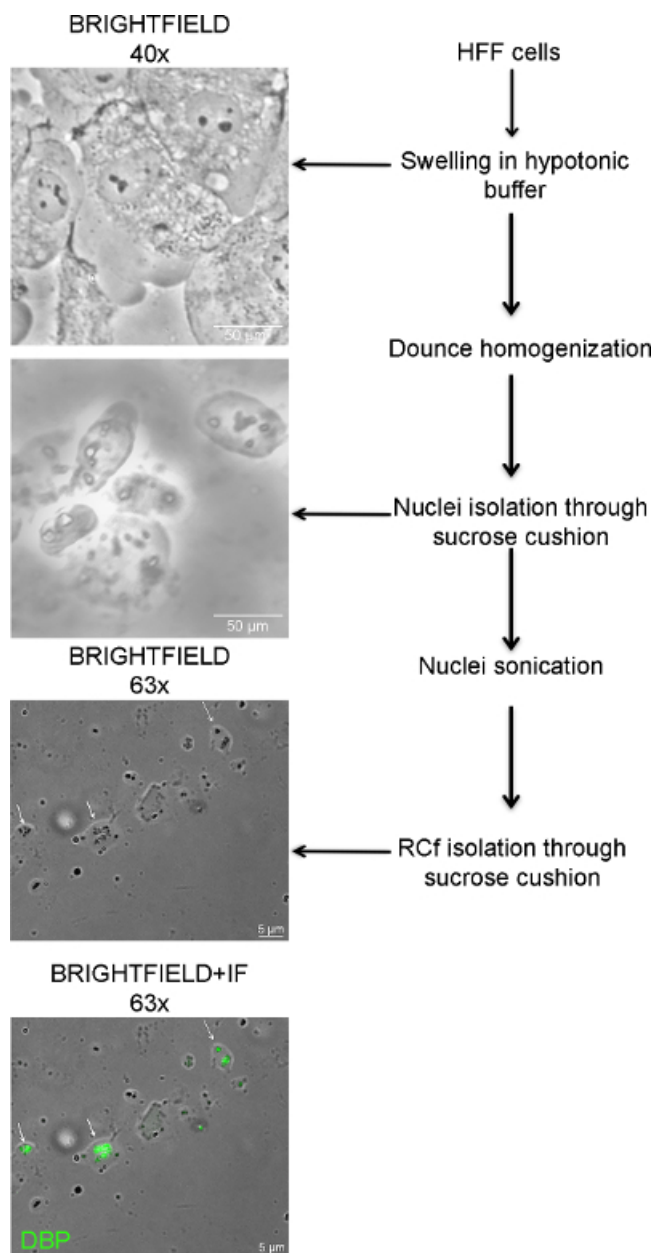 BRIGHTFIELD
40x
50 µm
50 µm
BRIGHTFIELD
63x
5 µm
BRIGHTFIELD+IF
63x
DBP
5 µm
HFF cells
Swelling in hypotonic
buffer
Dounce homogenization
Nuclei isolation through
sucrose cushion
Nuclei sonication
RCf isolation through
sucrose cushion